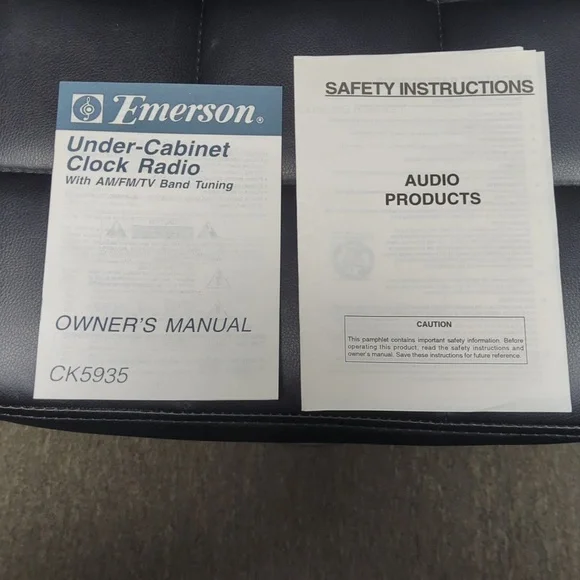 Emerson®
Under-Cabinet
Clock Radio
With AM/FM/TV Band Tuning
OWNER'S MANUAL
CK5935
SAFETY INSTRUCTIONS
AUDIO
PRODUCTS
CAUTION
This pamphlet contains important safety information. Before
operating this product, read the safety instructions and
owner's manual. Save these instructions for future reference.